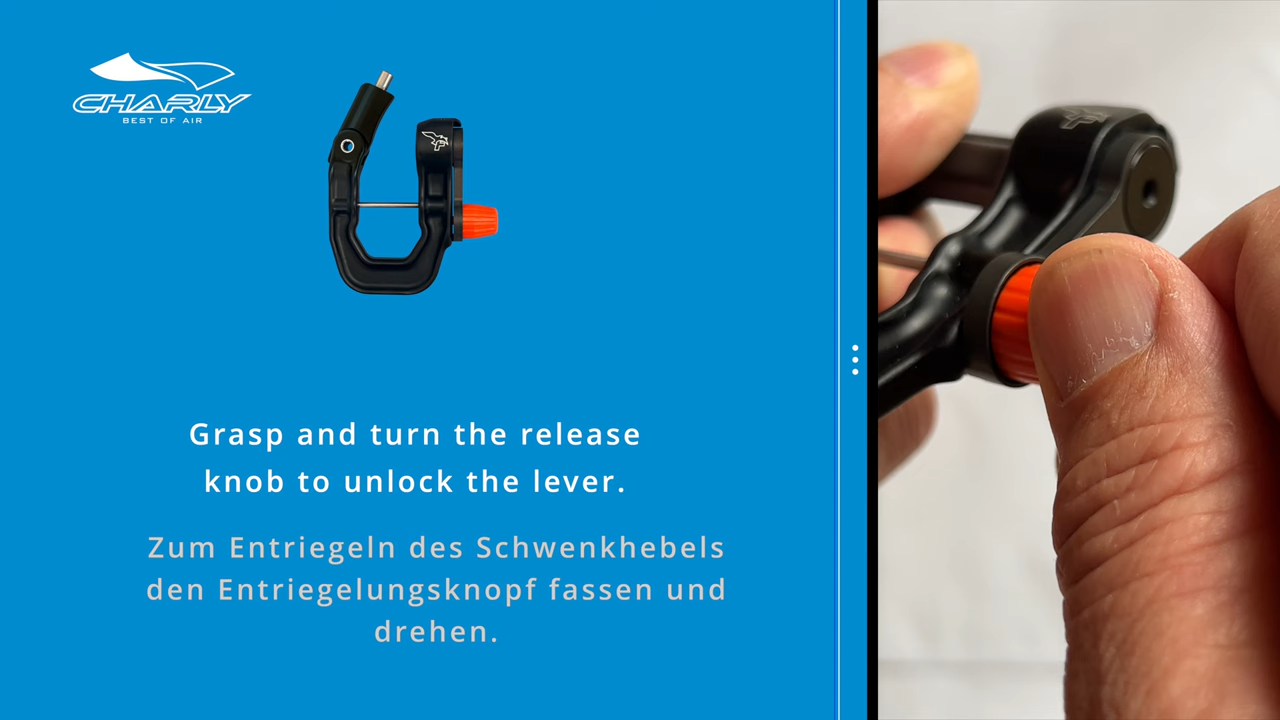 CHARLY
BEST OF AIR
Grasp and turn the release
knob to unlock the lever.
Zum Entriegeln des Schwenkhebels
den Entriegelungsknopf fassen und
drehen.